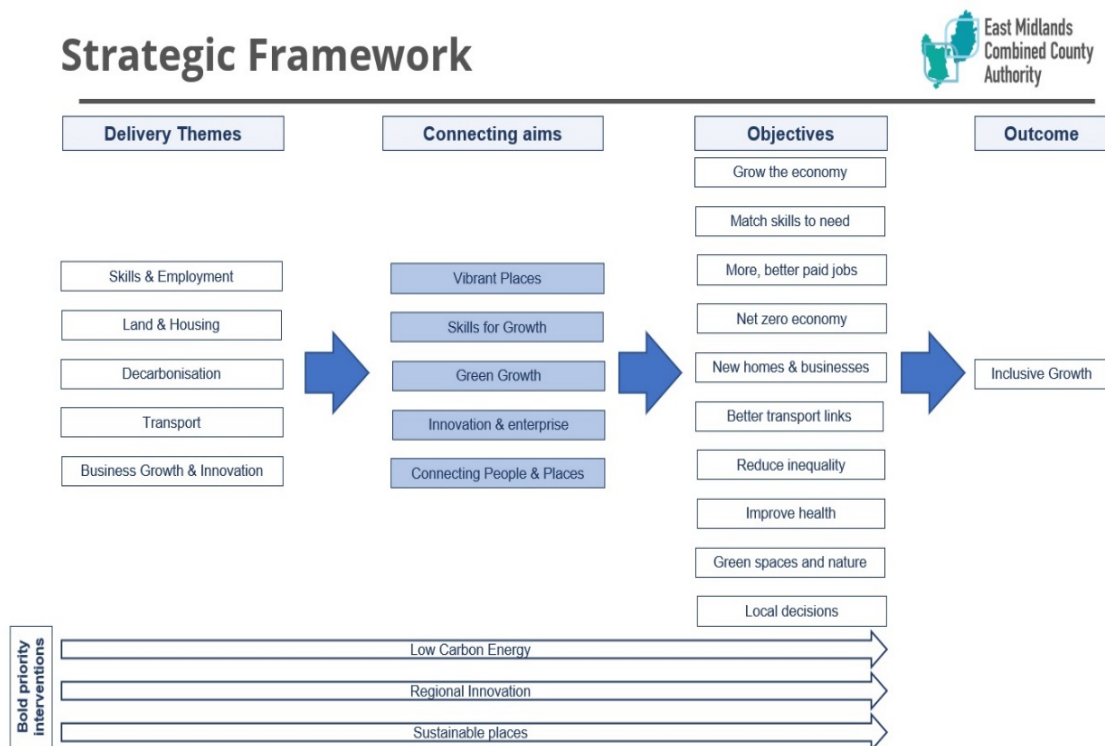 Strategic Framework
East Midlands
Combined County
Authority
Delivery Themes
Connecting aims
Objectives
Outcome
Skills & Employment
Land & Housing
Decarbonisation
Transport
Business Growth & Innovation
Vibrant Places
Skills for Growth
Green Growth
Innovation & enterprise
Connecting People & Places
Grow the economy
Match skills to need
More, better paid jobs
Net zero economy
New homes & businesses
Better transport links
Reduce inequality
Improve health
Green spaces and nature
Local decisions
Inclusive Growth
Bold priority
interventions
Low Carbon Energy
Regional Innovation
Sustainable places